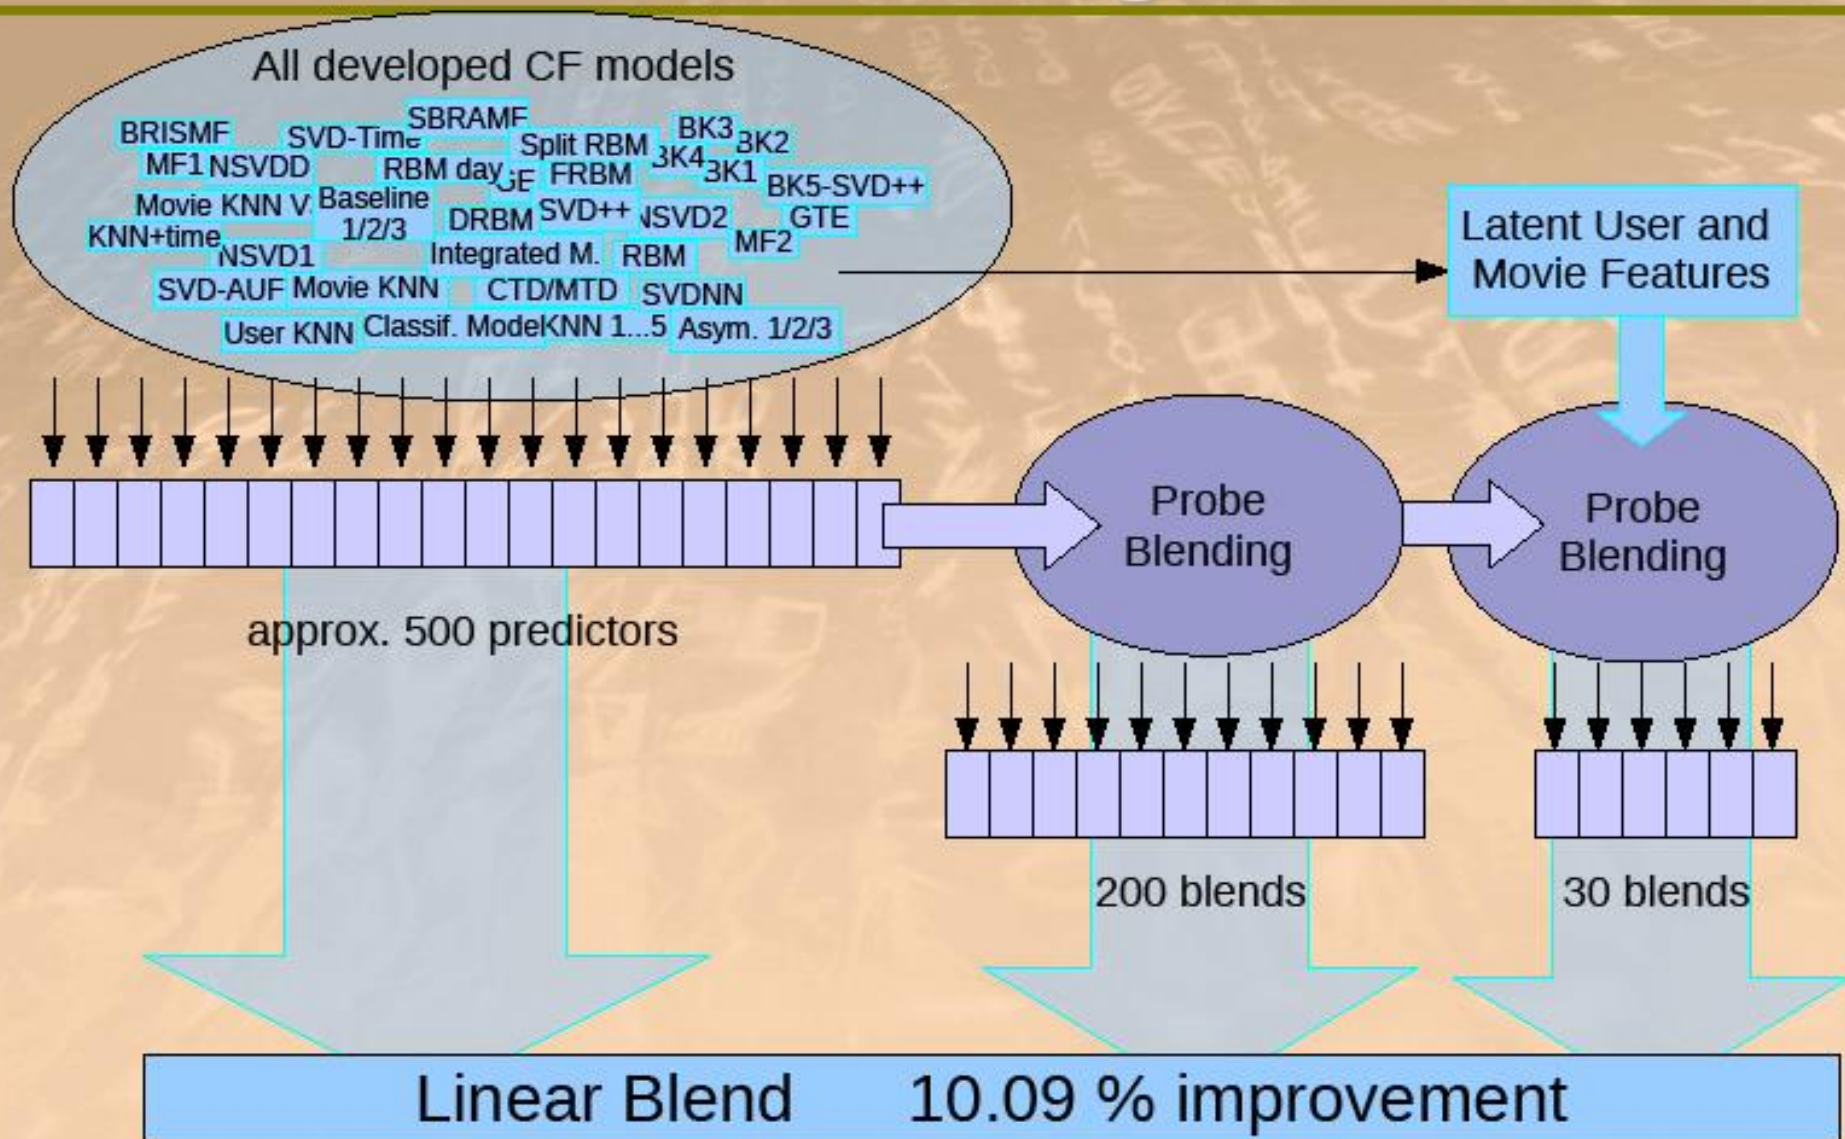 All developed CF models
SBRAMF
BRISMF
SVD-Time
Split RBM
BK3
BK2
MF1
NSVDD
RBM day
FRBM
BK4
BK1
BK5-SVD++
Movie KNN V
Baseline
1/2/3
DRBM
SVD++
NSVD2
GTE
KNN+time
NSVD1
Integrated M.
RBM
MF2
SVD-AUF
Movie KNN
CTD/MTD
SVDNN
User KNN
Classif. Mode
KNN 1...5
Asym. 1/2/3
Latent User and
Movie Features
Probe
Blending
Probe
Blending
approx. 500 predictors
200 blends
30 blends
Linear Blend 10.09 % improvement